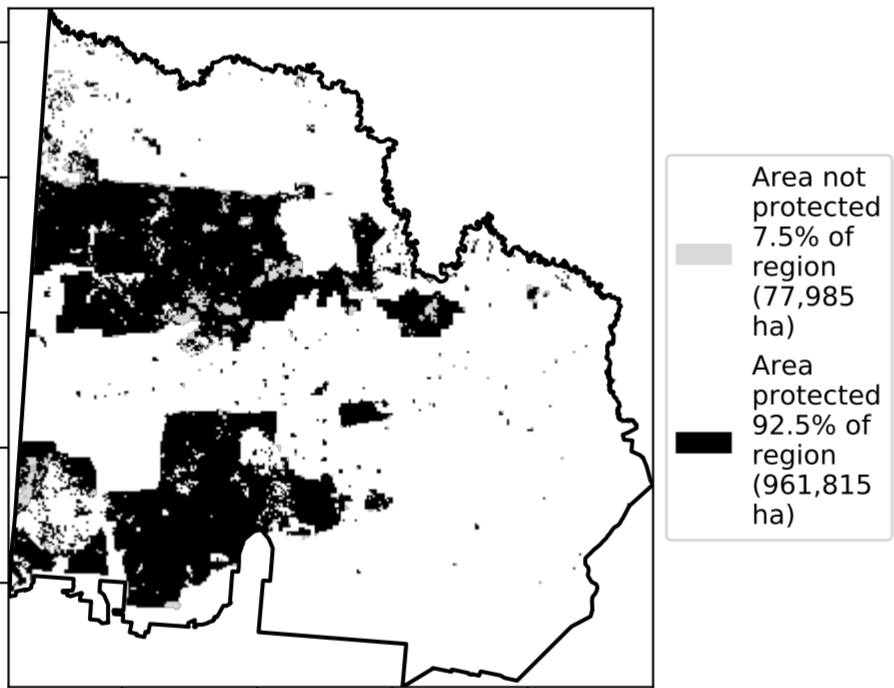 Area not
protected
7.5% of
region
(77,985
ha)
Area
protected
92.5% of
region
(961,815
ha)